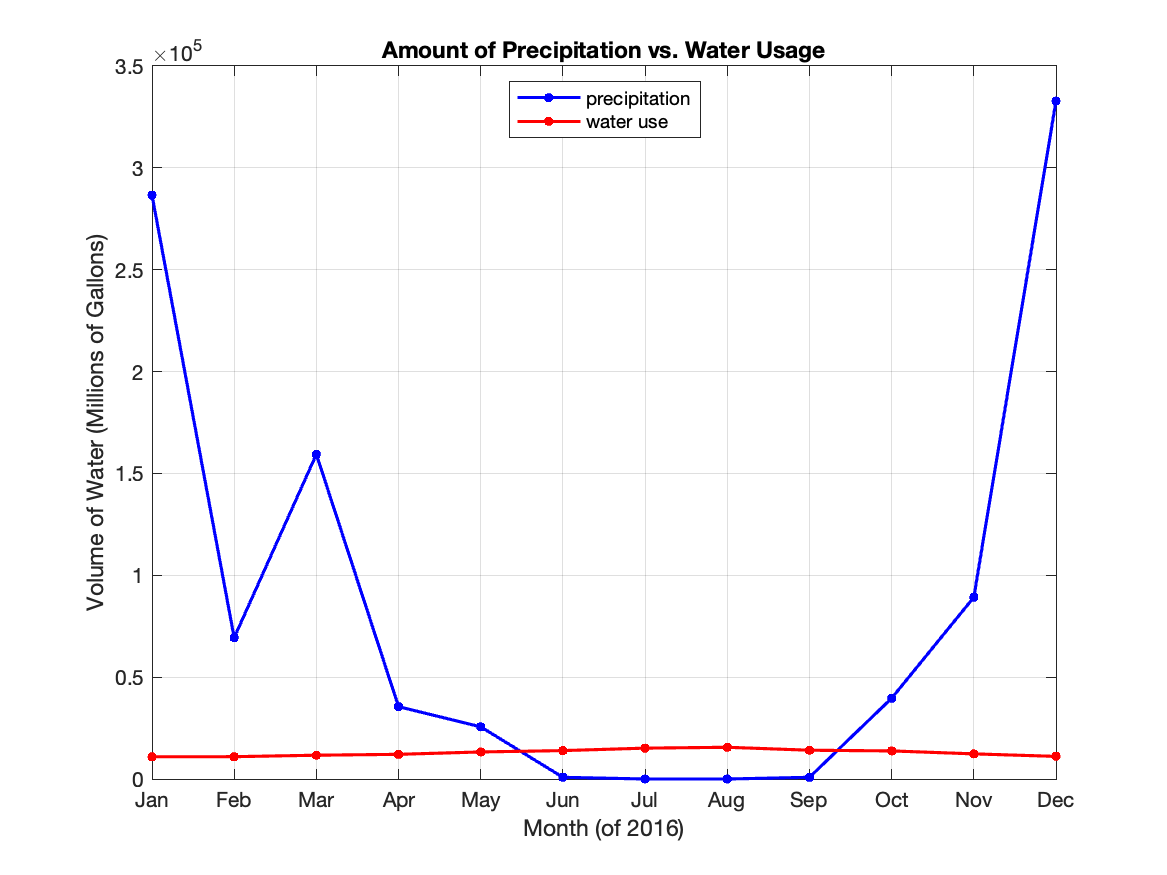 Amount of Precipitation vs. Water Usage
×10⁵
precipitation
water use
Volume of Water (Millions of Gallons)
3.5
3
2.5
2
1.5
1
0.5
0
Jan Feb Mar Apr May Jun Jul Aug Sep Oct Nov Dec
Month (of 2016)